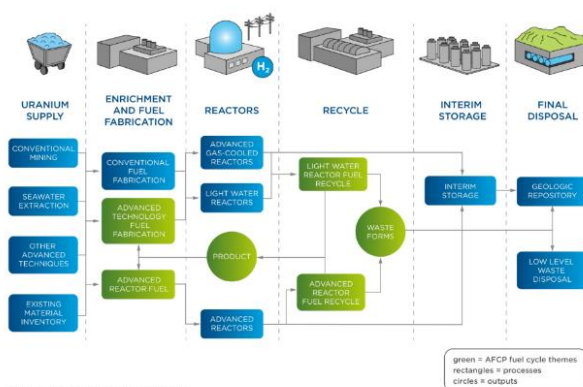 H₂
URANIUM
SUPPLY
ENRICHMENT
AND FUEL
FABRICATION
REACTORS
RECYCLE
INTERIM
STORAGE
FINAL
DISPOSAL
CONVENTIONAL
MINING
SEAWATER
EXTRACTION
OTHER
ADVANCED
TECHNIQUES
EXISTING
MATERIAL
INVENTORY
CONVENTIONAL
FUEL
FABRICATION
ADVANCED
TECHNOLOGY
FUEL
FABRICATION
ADVANCED
REACTOR FUEL
ADVANCED
GAS-COOLED
REACTORS
LIGHT WATER
REACTORS
PRODUCT
ADVANCED
REACTORS
LIGHT WATER
REACTOR FUEL
RECYCLE
WASTE
FORMS
ADVANCED
REACTOR
FUEL RECYCLE
INTERIM
STORAGE
GEOLOGIC
REPOSITORY
LOW LEVEL
WASTE
DISPOSAL
green = AFCP fuel cycle themes
rectangles = processes
circles = outputs